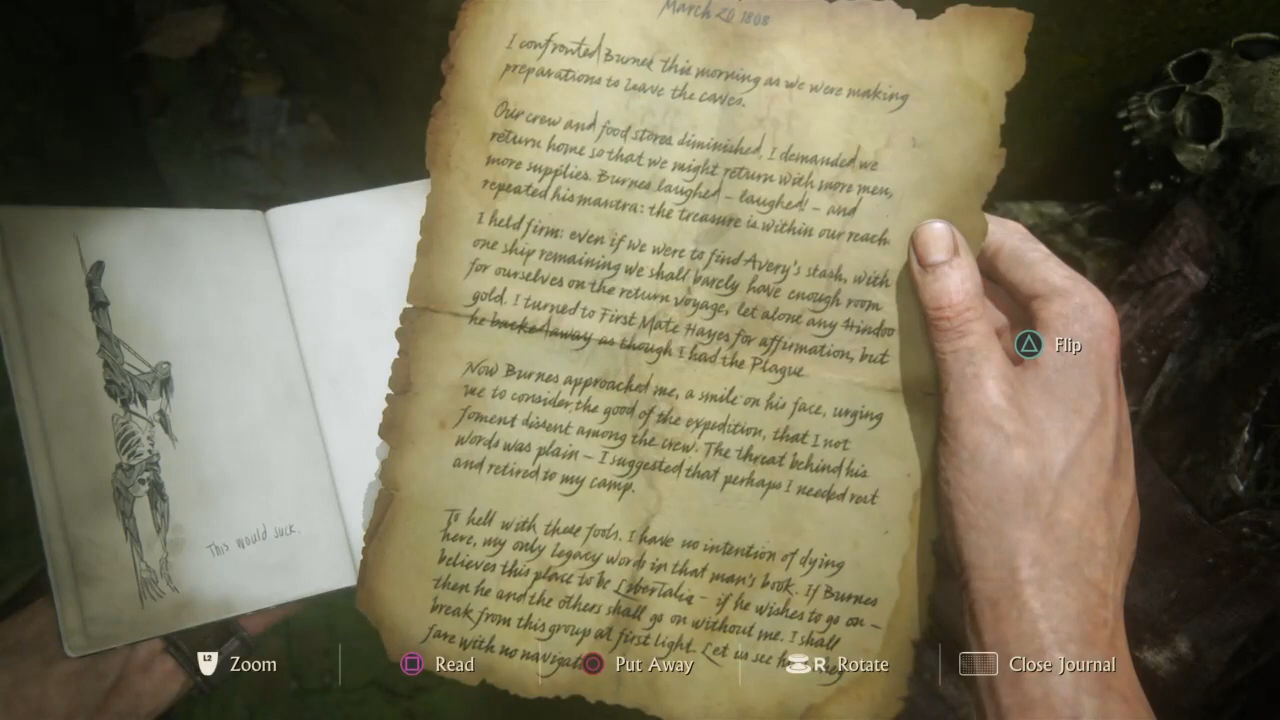 March 20 1808
I confronted Burnes this morning as we were making
preparations to leave the caves.
Our crew and food stores diminished, I demanded we
return home so that we might return with more men,
more supplies. Burnes laughed - laughed! - and
repeated his mantra: the treasure is within our reach.
I held firm: even if we were to find Avery's stash, with
one ship remaining we shall barely have enough room
for ourselves on the return voyage, let alone any Hindoo
gold. I turned to First Mate Hayes for affirmation, but
he backed away as though I had the Plague
Now Burnes approached me, a smile on his face, urging
me to consider the good of the expedition, that I not
foment dissent among the crew. The threat behind his
words was plain - I suggested that perhaps I needed rest
and retired to my camp.
To hell with these fools. I have no intention of dying
here, my only legacy words in that man's book. If Burnes
believes this place to be Libertalia - if he wishes to go on -
then he and the others shall go on without me. I shall
break from this group at first light. Let us see how they
fare with no
This would suck.
Flip
L2 Zoom
Read
Put Away
R Rotate
Close Journal